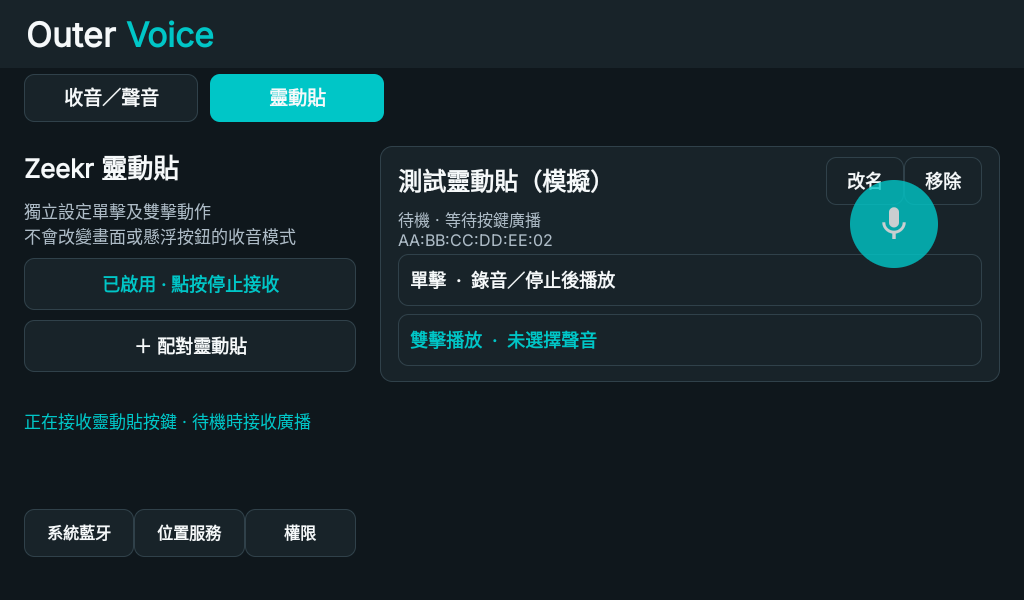 Outer Voice
收音／聲音
靈動貼
Zeekr 靈動貼
獨立設定單擊及雙擊動作
不會改變畫面或懸浮按鈕的收音模式
已啟用 · 點按停止接收
＋ 配對靈動貼
正在接收靈動貼按鍵 · 待機時接收廣播
系統藍牙
位置服務
權限
測試靈動貼（模擬）
改名
移除
待機 · 等待按鍵廣播
AA:BB:CC:DD:EE:02
單擊 · 錄音／停止後播放
雙擊播放 · 未選擇聲音